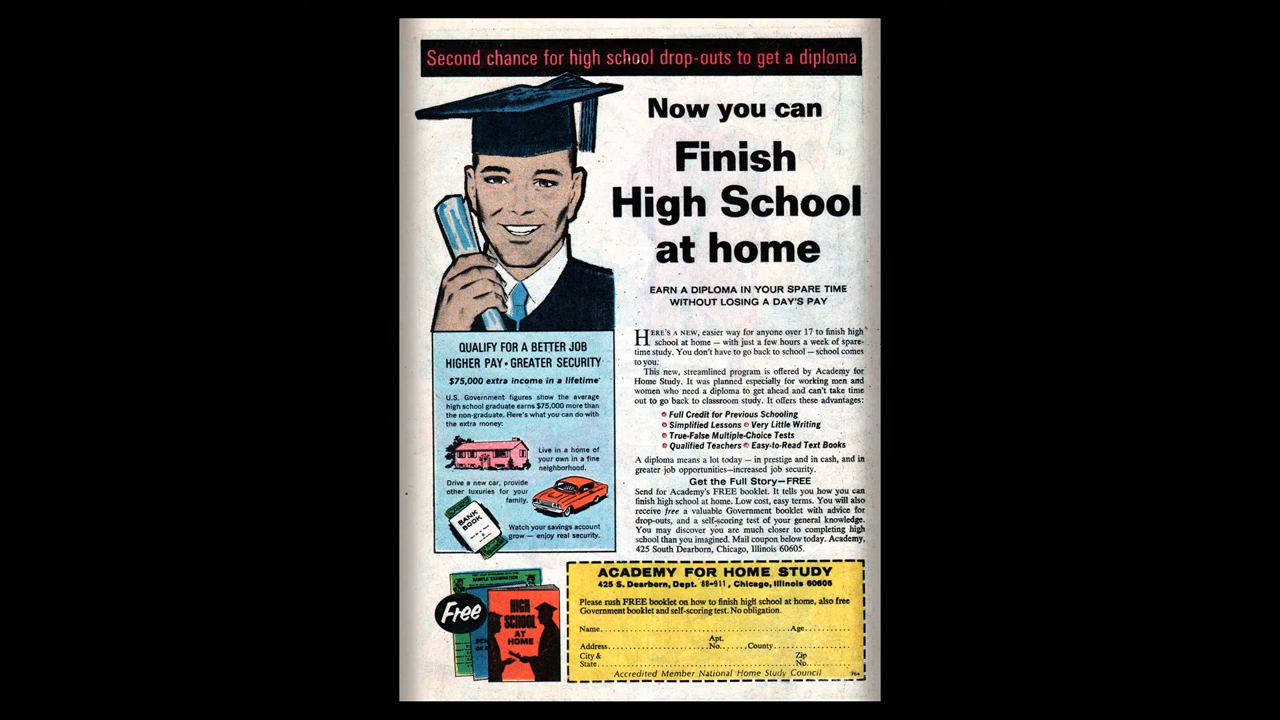 Second chance for high school drop-outs to get a diploma
Now you can
Finish
High School
at home
EARN A DIPLOMA IN YOUR SPARE TIME
WITHOUT LOSING A DAY'S PAY
HERE'S A NEW, easier way for anyone over 17 to finish high
school at home — with just a few hours a week of spare-
time study. You don't have to go back to school — school comes
to you:
This new, streamlined program is offered by Academy for
Home Study. It was planned especially for working men and
women who need a diploma to get ahead and can't take time
out to go back to classroom study. It offers these advantages:
Full Credit for Previous Schooling
Simplified Lessons Very Little Writing
True-False Multiple-Choice Tests
Qualified Teachers Easy-to-Read Text Books
A diploma means a lot today — in prestige and in cash, and in
greater job opportunities—increased job security.
Get the Full Story—FREE
Send for Academy's FREE booklet. It tells you how you can
finish high school at home. Low cost, easy terms. You will also
receive free a valuable Government booklet with advice for
drop-outs, and a self-scoring test of your general knowledge.
You may discover you are much closer to completing high
school than you imagined. Mail coupon below today. Academy,
425 South Dearborn, Chicago, Illinois 60605.
QUALIFY FOR A BETTER JOB
HIGHER PAY • GREATER SECURITY
$75,000 extra income in a lifetime*
U.S. Government figures show the average
high school graduate earns $75,000 more than
the non-graduate. Here's what you can do with
the extra money:
Live in a home of
your own in a fine
neighborhood.
Drive a new car, provide
other luxuries for your
family.
BANK
BOOK
Watch your savings account
grow — enjoy real security.
SAMPLE EXAMINATION
Free
HIGH
SCHOOL
AT
HOME
ACADEMY FOR HOME STUDY
425 S. Dearborn, Dept. 88-911, Chicago, Illinois 60605
Please rush FREE booklet on how to finish high school at home, also free
Government booklet and self-scoring test. No obligation.
Name Age
Apt.
Address No. County
City & Zip
State No.
Accredited Member National Home Study Council